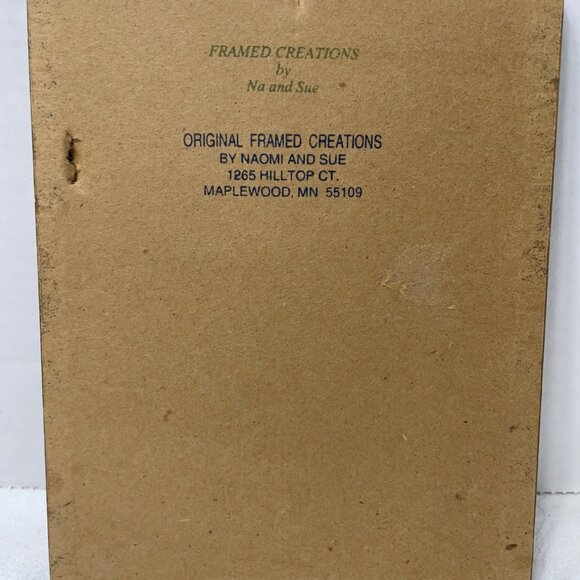 FRAMED CREATIONS
by
Na and Sue
ORIGINAL FRAMED CREATIONS
BY NAOMI AND SUE
1265 HILLTOP CT.
MAPLEWOOD, MN 55109